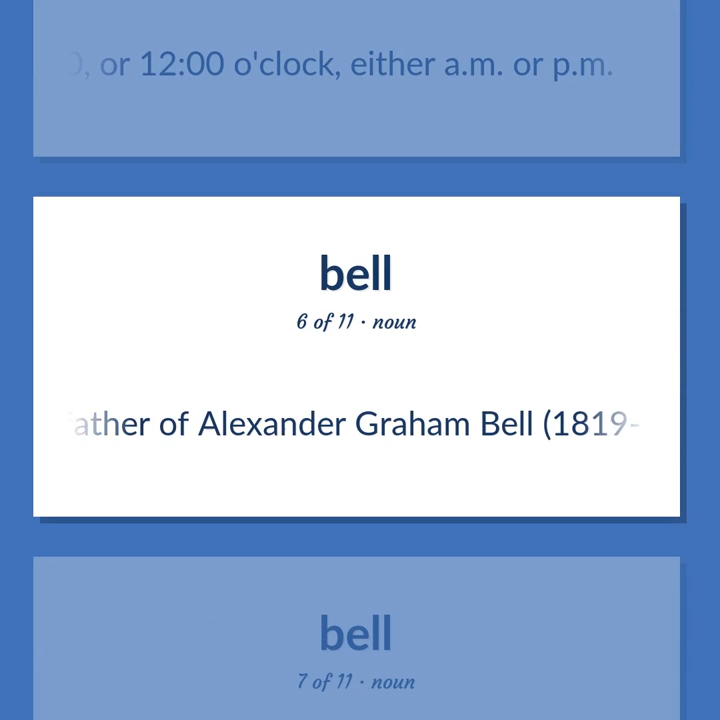 or 12:00 o'clock, either a.m. or p.m.
bell
6 of 11 · noun
father of Alexander Graham Bell (1819-
bell
7 of 11 · noun